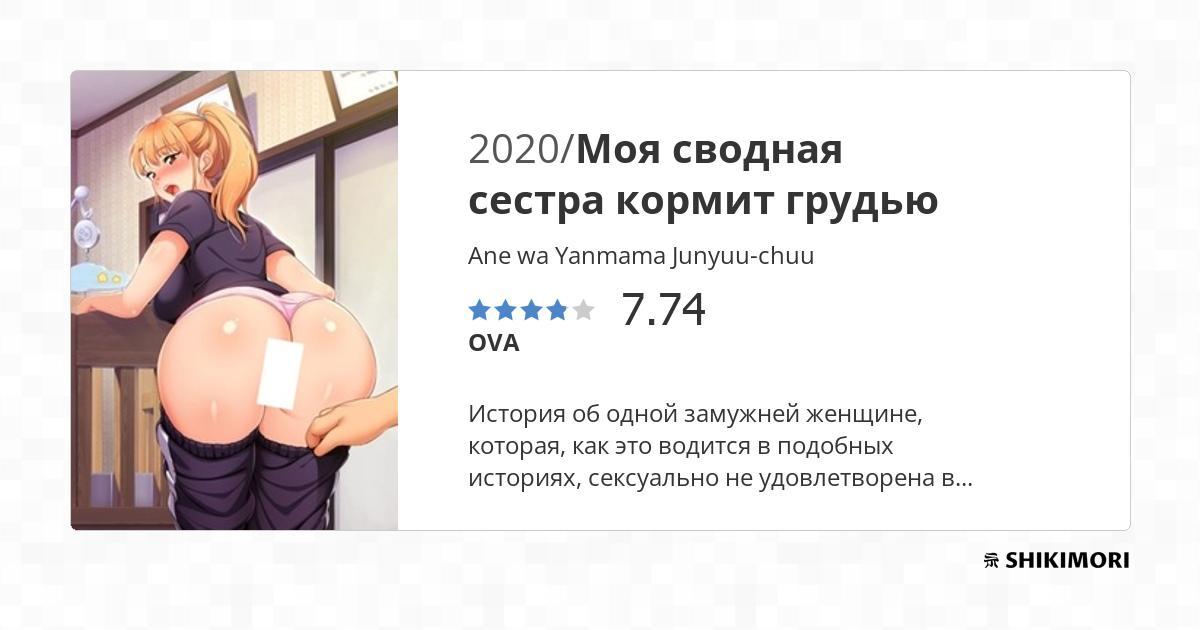 2020/Моя сводная
сестра кормит грудью
Ane wa Yanmama Junyuu-chuu
7.74
OVA
История об одной замужней женщине,
которая, как это водится в подобных
историях, сексуально не удовлетворена в...
SHIKIMORI